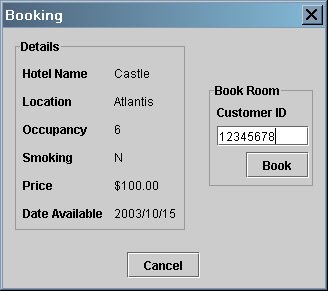 Booking
Details
Hotel Name Castle
Location Atlantis
Occupancy 6
Smoking N
Price $100.00
Date Available 2003/10/15
Book Room
Customer ID
12345678
Book
Cancel